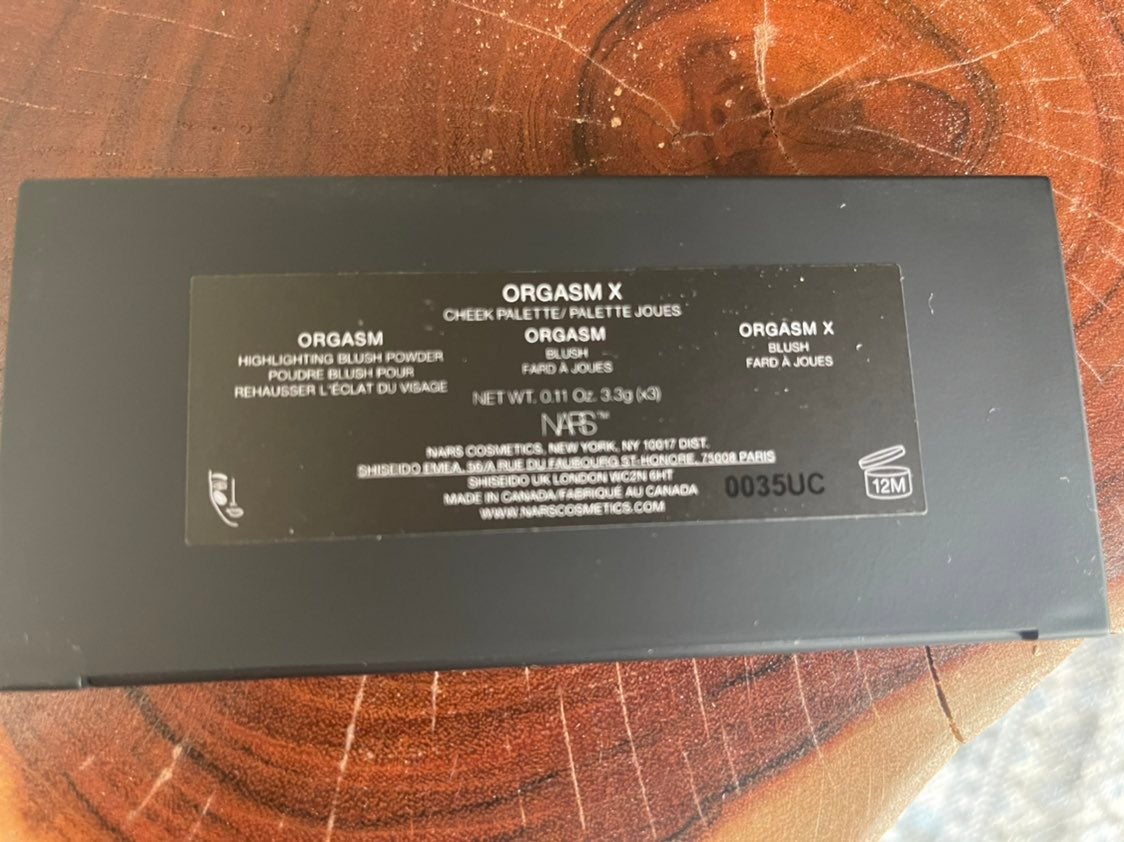 ORGASM X
CHEEK PALETTE/ PALETTE JOUES
ORGASM
HIGHLIGHTING BLUSH POWDER
POUDRE BLUSH POUR
REHAUSSER L'ÉCLAT DU VISAGE
ORGASM
BLUSH
FARD À JOUES
ORGASM X
BLUSH
FARD À JOUES
NET WT. 0.11 Oz. 3.3g (x3)
NARS™
NARS COSMETICS, NEW YORK, NY 10017 DIST.
SHISEIDO EMEA, 56/A RUE DU FAUBOURG ST-HONORE, 75008 PARIS
SHISEIDO UK LONDON WC2N 6HT
MADE IN CANADA/FABRIQUÉ AU CANADA
WWW.NARSCOSMETICS.COM
0035UC
12M